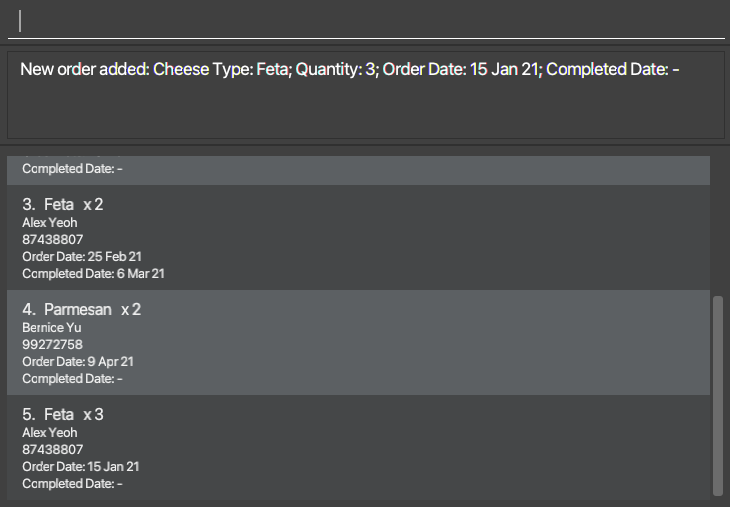 New order added: Cheese Type: Feta; Quantity: 3; Order Date: 15 Jan 21; Completed Date: -
Completed Date: -
3. Feta x 2
Alex Yeoh
87438807
Order Date: 25 Feb 21
Completed Date: 6 Mar 21
4. Parmesan x 2
Bernice Yu
99272758
Order Date: 9 Apr 21
Completed Date: -
5. Feta x 3
Alex Yeoh
87438807
Order Date: 15 Jan 21
Completed Date: -